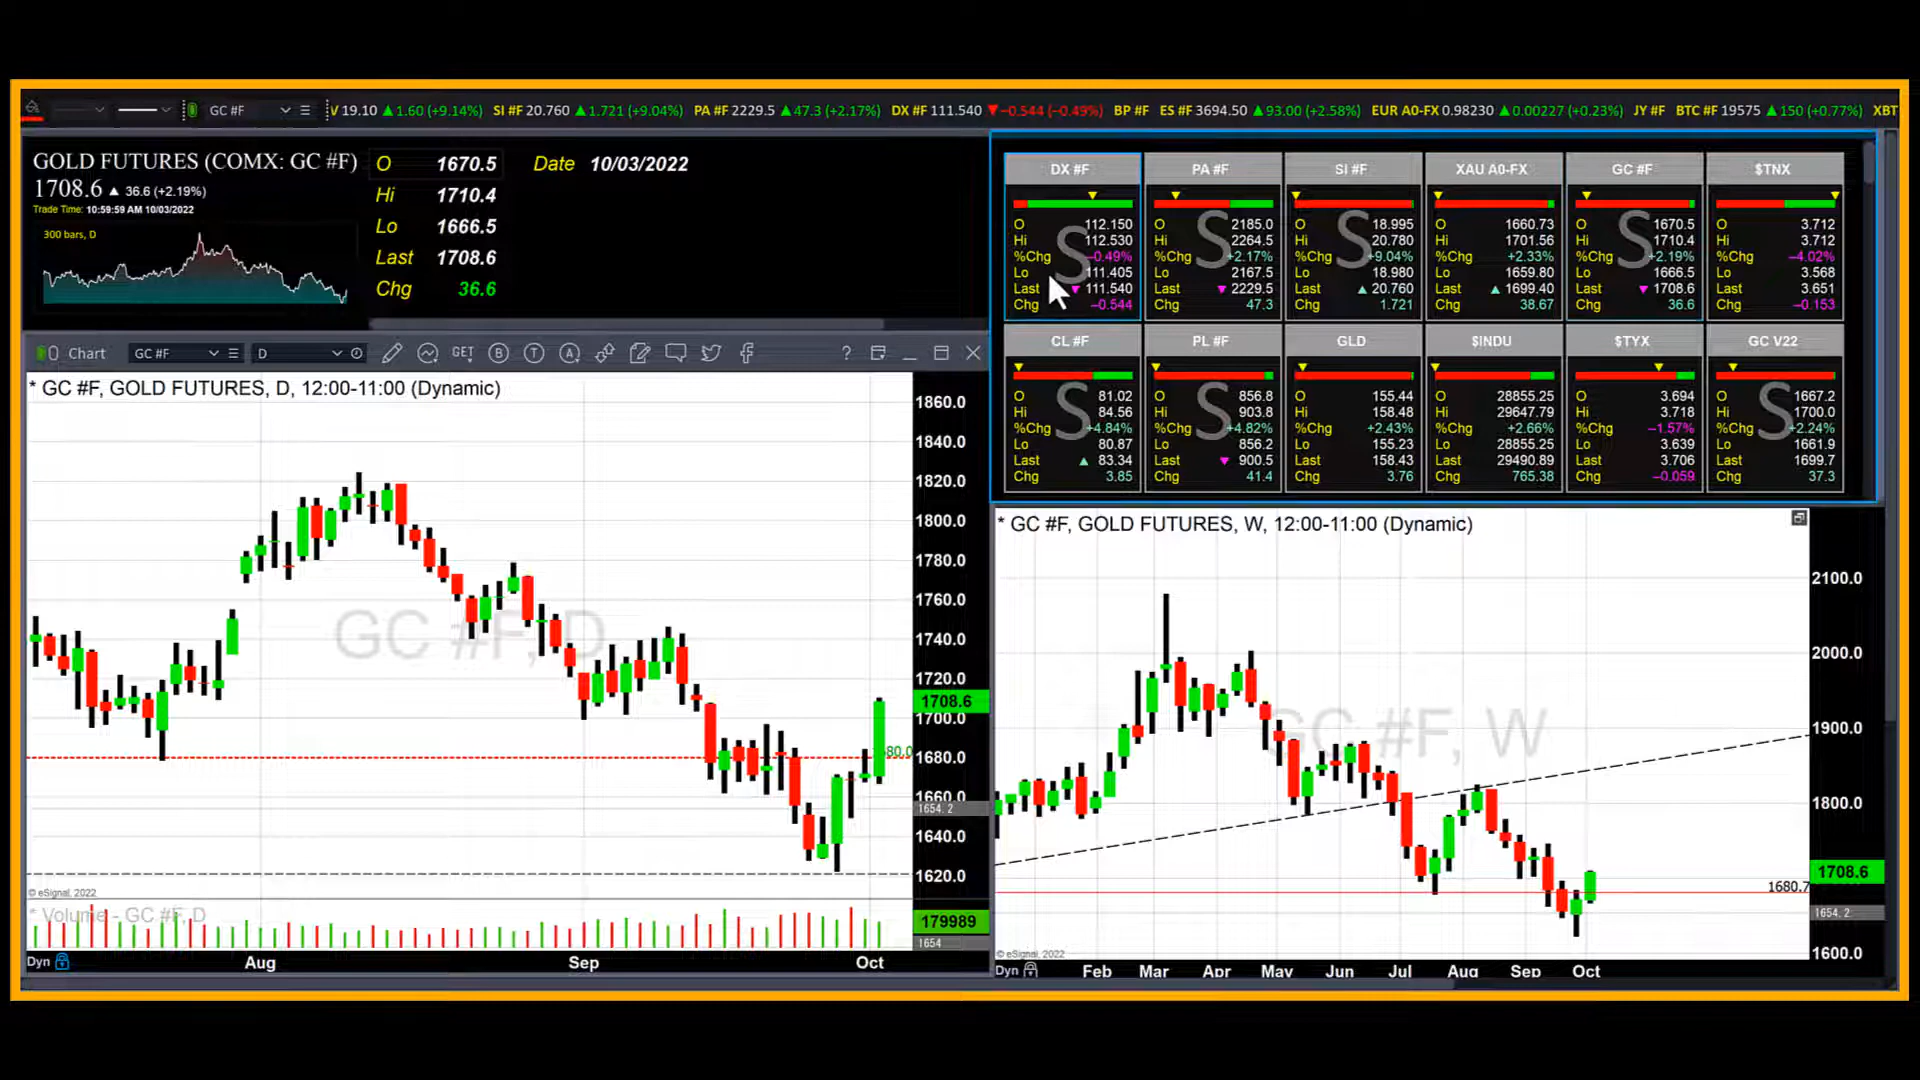 GC #F
V 19.10 ▲1.60 (+9.14%) SI #F 20.760 ▲1.721 (+9.04%) PA #F 2229.5 ▲47.3 (+2.17%) DX #F 111.540 ▼−0.544 (−0.49%) BP #F ES #F 3694.50 ▲93.00 (+2.58%) EUR A0-FX 0.98230 ▲0.00227 (+0.23%) JY #F BTC #F 19575 ▲150 (+0.77%) XBT
GOLD FUTURES (COMX: GC #F)
1708.6 ▲ 36.6 (+2.19%)
Trade Time: 10:59:59 AM 10/03/2022
300 bars, D
O 1670.5
Hi 1710.4
Lo 1666.5
Last 1708.6
Chg 36.6
Date 10/03/2022
DX #F
O 112.150
Hi 112.530
%Chg −0.49%
Lo 111.405
Last ▼ 111.540
Chg −0.544
PA #F
O 2185.0
Hi 2264.5
%Chg +2.17%
Lo 2167.5
Last ▼ 2229.5
Chg 47.3
SI #F
O 18.995
Hi 20.780
%Chg +9.04%
Lo 18.980
Last ▲ 20.760
Chg 1.721
XAU A0-FX
O 1660.73
Hi 1701.56
%Chg +2.33%
Lo 1659.80
Last ▲ 1699.40
Chg 38.67
GC #F
O 1670.5
Hi 1710.4
%Chg +2.19%
Lo 1666.5
Last ▼ 1708.6
Chg 36.6
$TNX
O 3.712
Hi 3.712
%Chg −4.02%
Lo 3.568
Last 3.651
Chg −0.153
CL #F
O 81.02
Hi 84.56
%Chg +4.84%
Lo 80.87
Last ▲ 83.34
Chg 3.85
PL #F
O 856.8
Hi 903.8
%Chg +4.82%
Lo 856.2
Last ▼ 900.5
Chg 41.4
GLD
O 155.44
Hi 158.48
%Chg +2.43%
Lo 155.23
Last 158.43
Chg 3.76
$INDU
O 28855.25
Hi 29647.79
%Chg +2.66%
Lo 28855.25
Last 29490.89
Chg 765.38
$TYX
O 3.694
Hi 3.718
%Chg −1.57%
Lo 3.639
Last 3.706
Chg −0.059
GC V22
O 1667.2
Hi 1700.0
%Chg +2.24%
Lo 1661.9
Last 1699.7
Chg 37.3
S
S
S
S
S
S
S
Chart GC #F D GET B T A ?
* GC #F, GOLD FUTURES, D, 12:00-11:00 (Dynamic)
GC #F, D
1860.0
1840.0
1820.0
1800.0
1780.0
1760.0
1740.0
1720.0
1708.6
1700.0
1680.0
1660.0
1654.2
1640.0
1620.0
© eSignal, 2022
* Volume - GC #F, D
179989
1654
Dyn Aug Sep Oct
* GC #F, GOLD FUTURES, W, 12:00-11:00 (Dynamic)
GC #F, W
2100.0
2000.0
1900.0
1800.0
1708.6
1680.7
1654.2
1600.0
© eSignal, 2022
Dyn Feb Mar Apr May Jun Jul Aug Sep Oct